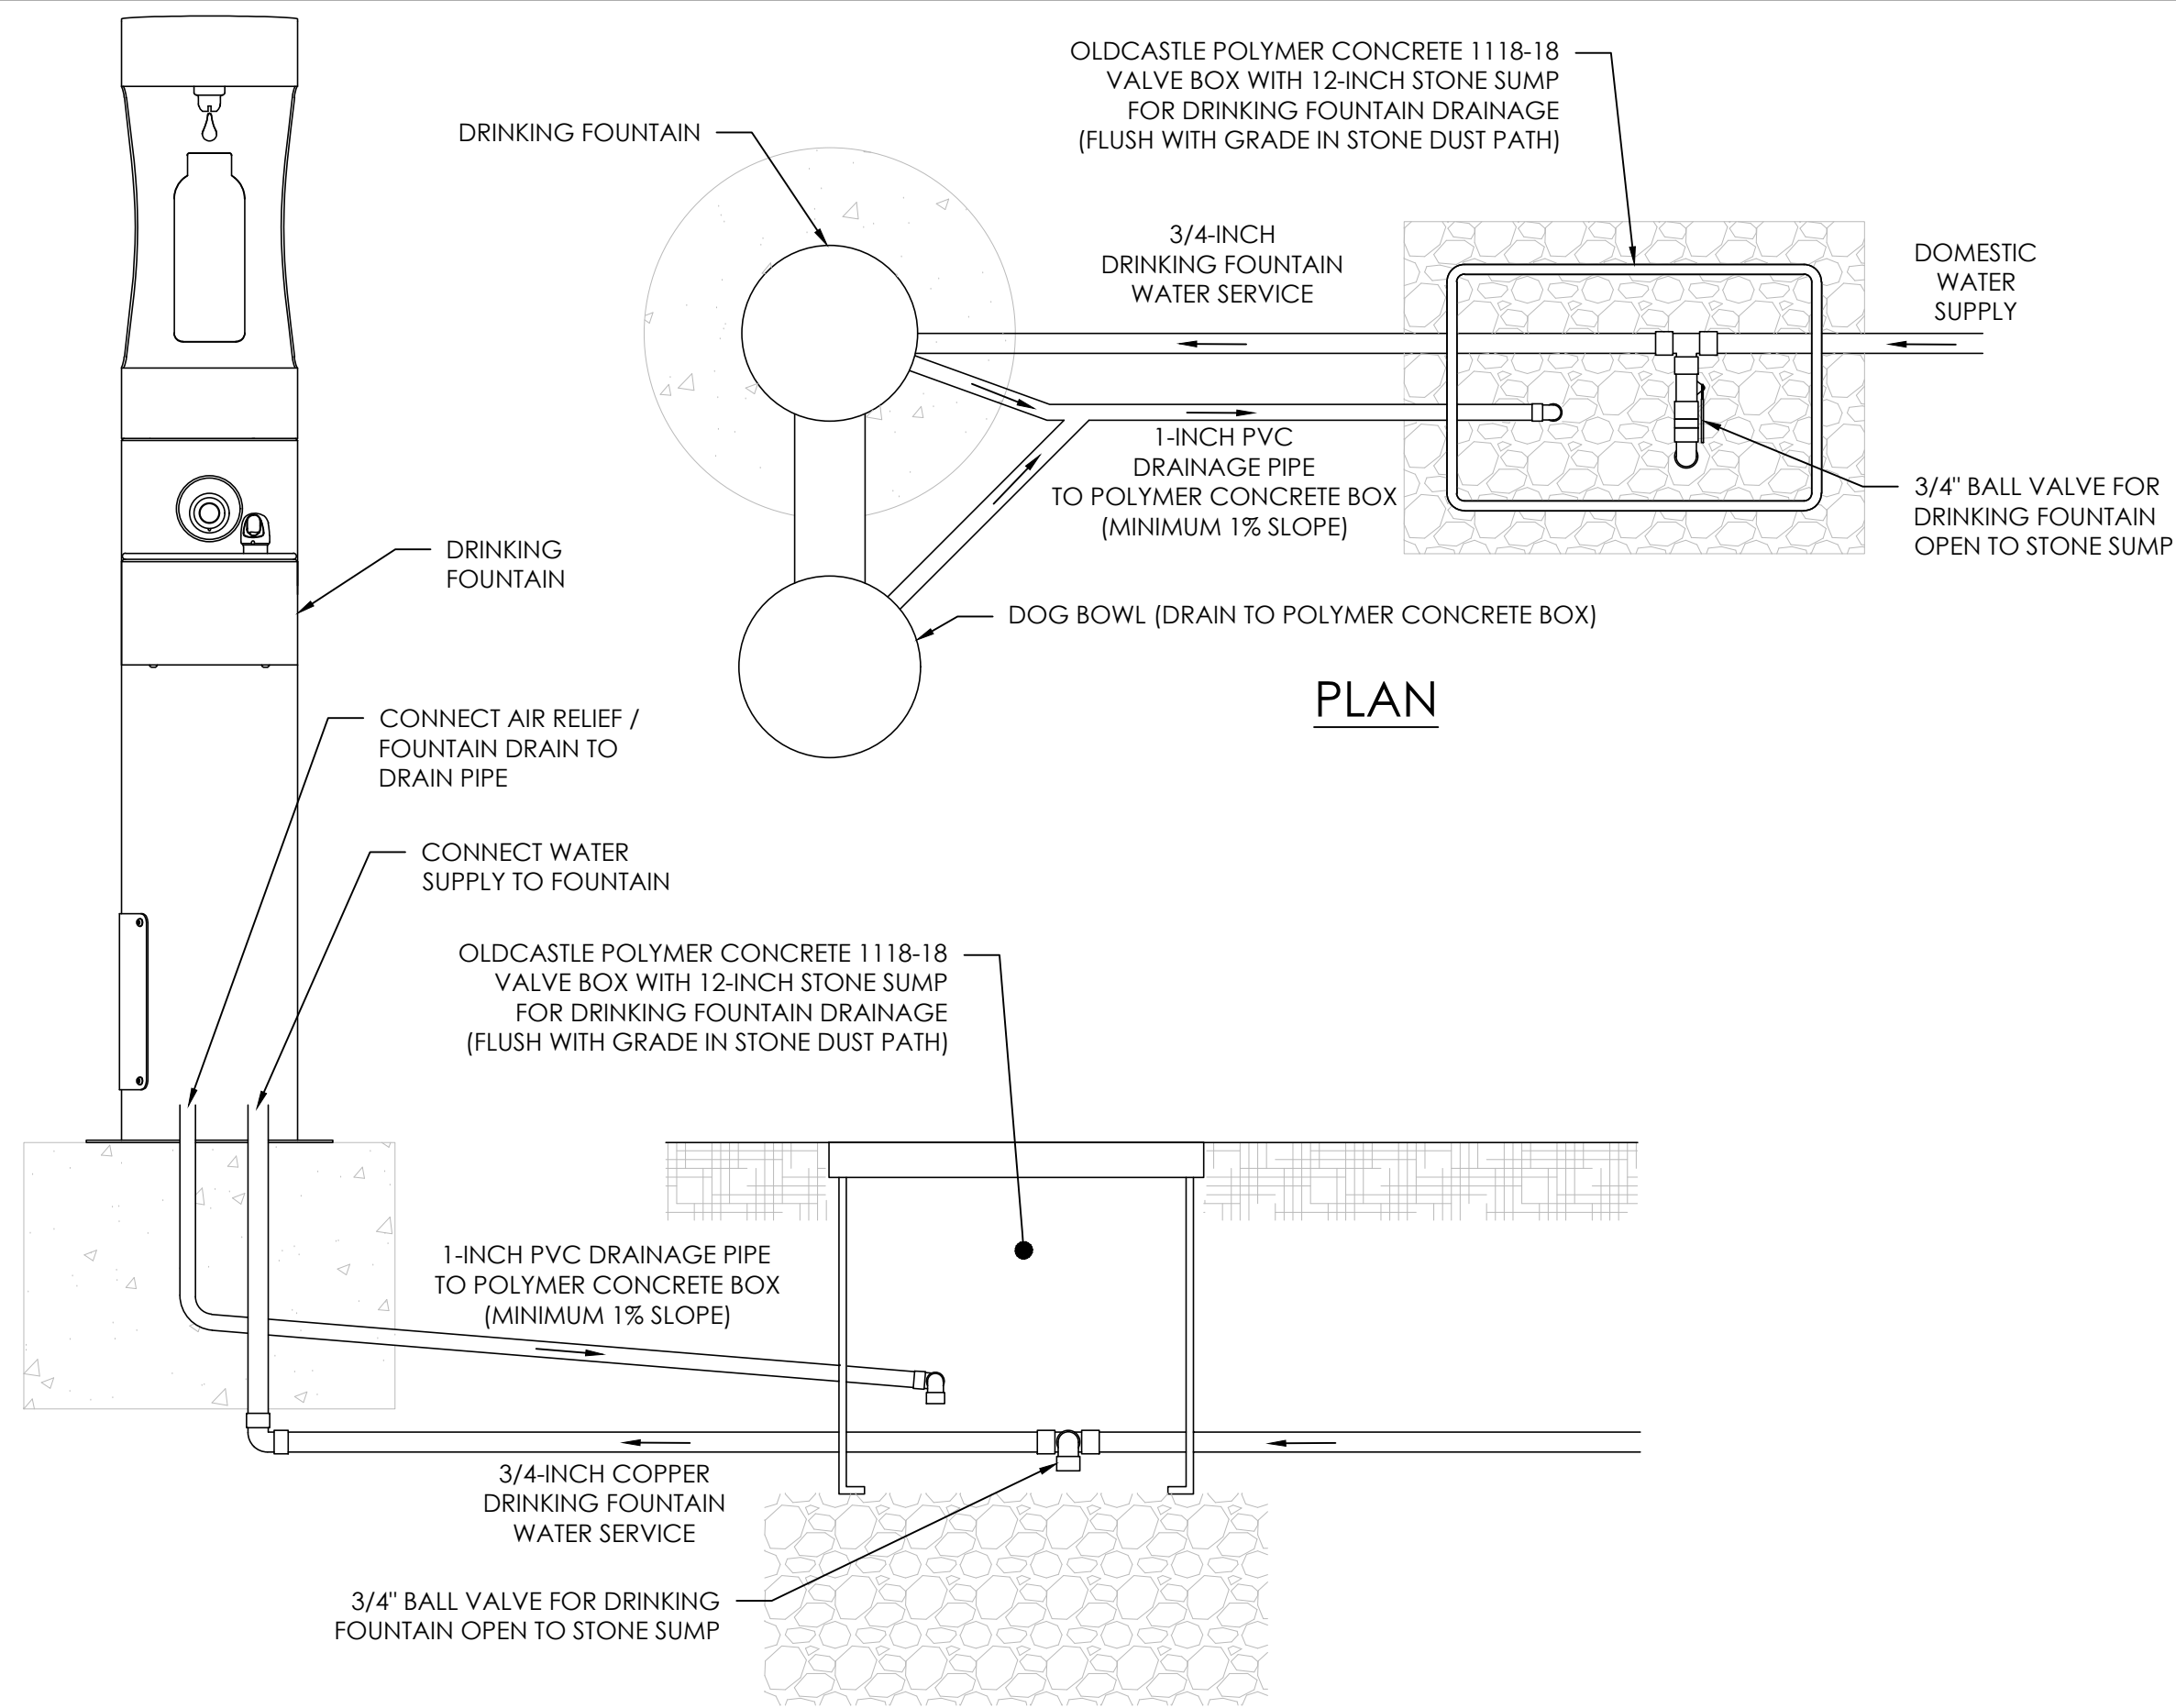 OLDCASTLE POLYMER CONCRETE 1118-18
VALVE BOX WITH 12-INCH STONE SUMP
FOR DRINKING FOUNTAIN DRAINAGE
(FLUSH WITH GRADE IN STONE DUST PATH)
DRINKING FOUNTAIN
3/4-INCH
DRINKING FOUNTAIN
WATER SERVICE
DOMESTIC
WATER
SUPPLY
1-INCH PVC
DRAINAGE PIPE
TO POLYMER CONCRETE BOX
(MINIMUM 1% SLOPE)
3/4" BALL VALVE FOR
DRINKING FOUNTAIN
OPEN TO STONE SUMP
DRINKING
FOUNTAIN
DOG BOWL (DRAIN TO POLYMER CONCRETE BOX)
PLAN
CONNECT AIR RELIEF /
FOUNTAIN DRAIN TO
DRAIN PIPE
CONNECT WATER
SUPPLY TO FOUNTAIN
OLDCASTLE POLYMER CONCRETE 1118-18
VALVE BOX WITH 12-INCH STONE SUMP
FOR DRINKING FOUNTAIN DRAINAGE
(FLUSH WITH GRADE IN STONE DUST PATH)
1-INCH PVC DRAINAGE PIPE
TO POLYMER CONCRETE BOX
(MINIMUM 1% SLOPE)
3/4-INCH COPPER
DRINKING FOUNTAIN
WATER SERVICE
3/4" BALL VALVE FOR DRINKING
FOUNTAIN OPEN TO STONE SUMP